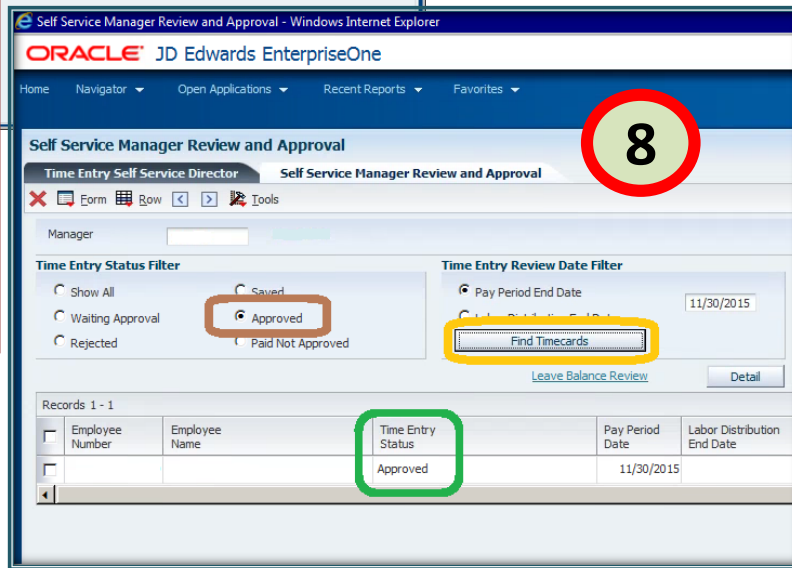 Self Service Manager Review and Approval - Windows Internet Explorer
ORACLE® JD Edwards EnterpriseOne
Home Navigator Open Applications Recent Reports Favorites
8
Self Service Manager Review and Approval
Time Entry Self Service Director Self Service Manager Review and Approval
Form Row Tools
Manager
Time Entry Status Filter Time Entry Review Date Filter
Show All Saved Pay Period End Date 11/30/2015
Waiting Approval Approved Labor Distribution End Date
Rejected Paid Not Approved Find Timecards
Leave Balance Review Detail
Records 1 - 1
Employee Number Employee Name Time Entry Status Pay Period Date Labor Distribution End Date
Approved 11/30/2015